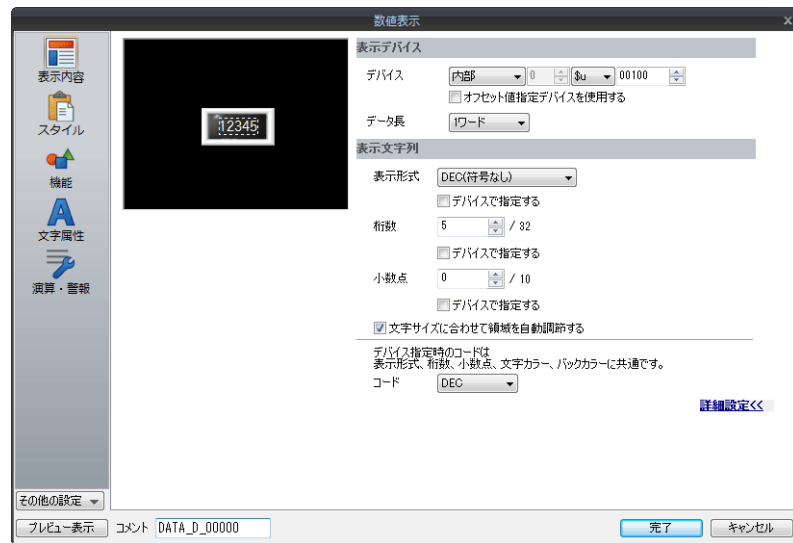 数値表示
x
表示内容
スタイル
機能
文字属性
演算・警報
その他の設定
12345
表示デバイス
デバイス 内部 0 $u 00100
オフセット値指定デバイスを使用する
データ長 1ワード
表示文字列
表示形式 DEC(符号なし)
デバイスで指定する
桁数 5 / 32
デバイスで指定する
小数点 0 / 10
デバイスで指定する
文字サイズに合わせて領域を自動調節する
デバイス指定時のコードは
表示形式、桁数、小数点、文字カラー、バックカラーに共通です。
コード DEC
詳細設定<<
プレビュー表示 コメント DATA_D_00000 完了 キャンセル